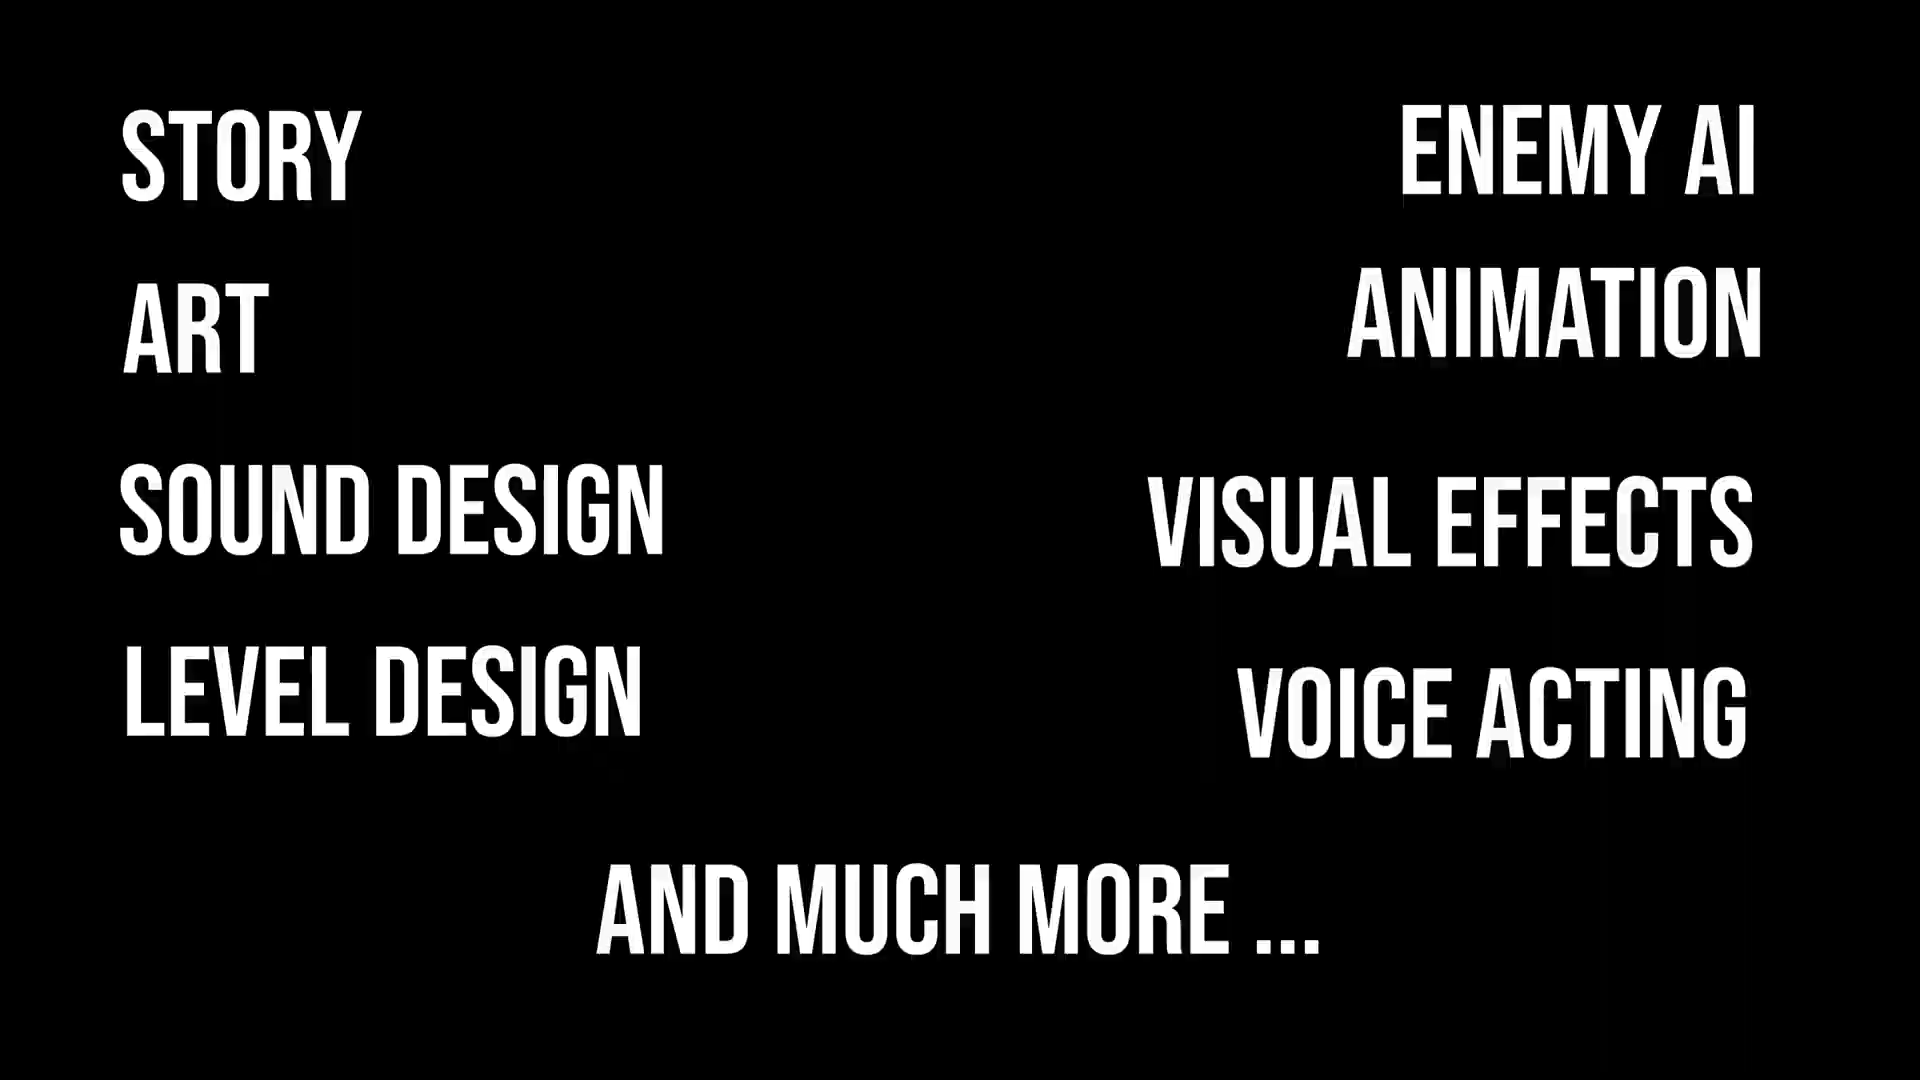 STORY
ART
SOUND DESIGN
LEVEL DESIGN
ENEMY AI
ANIMATION
VISUAL EFFECTS
VOICE ACTING
AND MUCH MORE ...